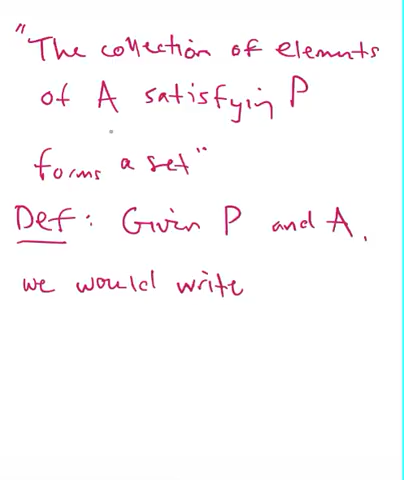 "The collection of elements
of A satisfying P
forms a set"
Def: Given P and A,
we would write